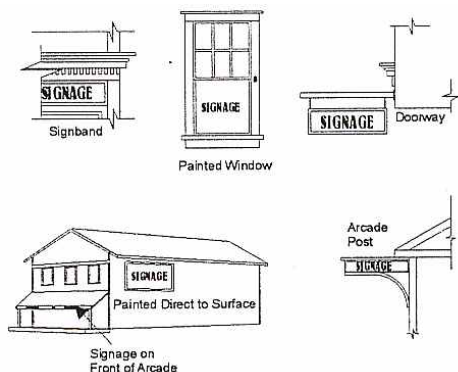 SIGNAGE
Signband
SIGNAGE
Painted Window
SIGNAGE
Doorway
SIGNAGE
Painted Direct to Surface
Signage on
Front of Arcade
Arcade
Post
SIGNAGE